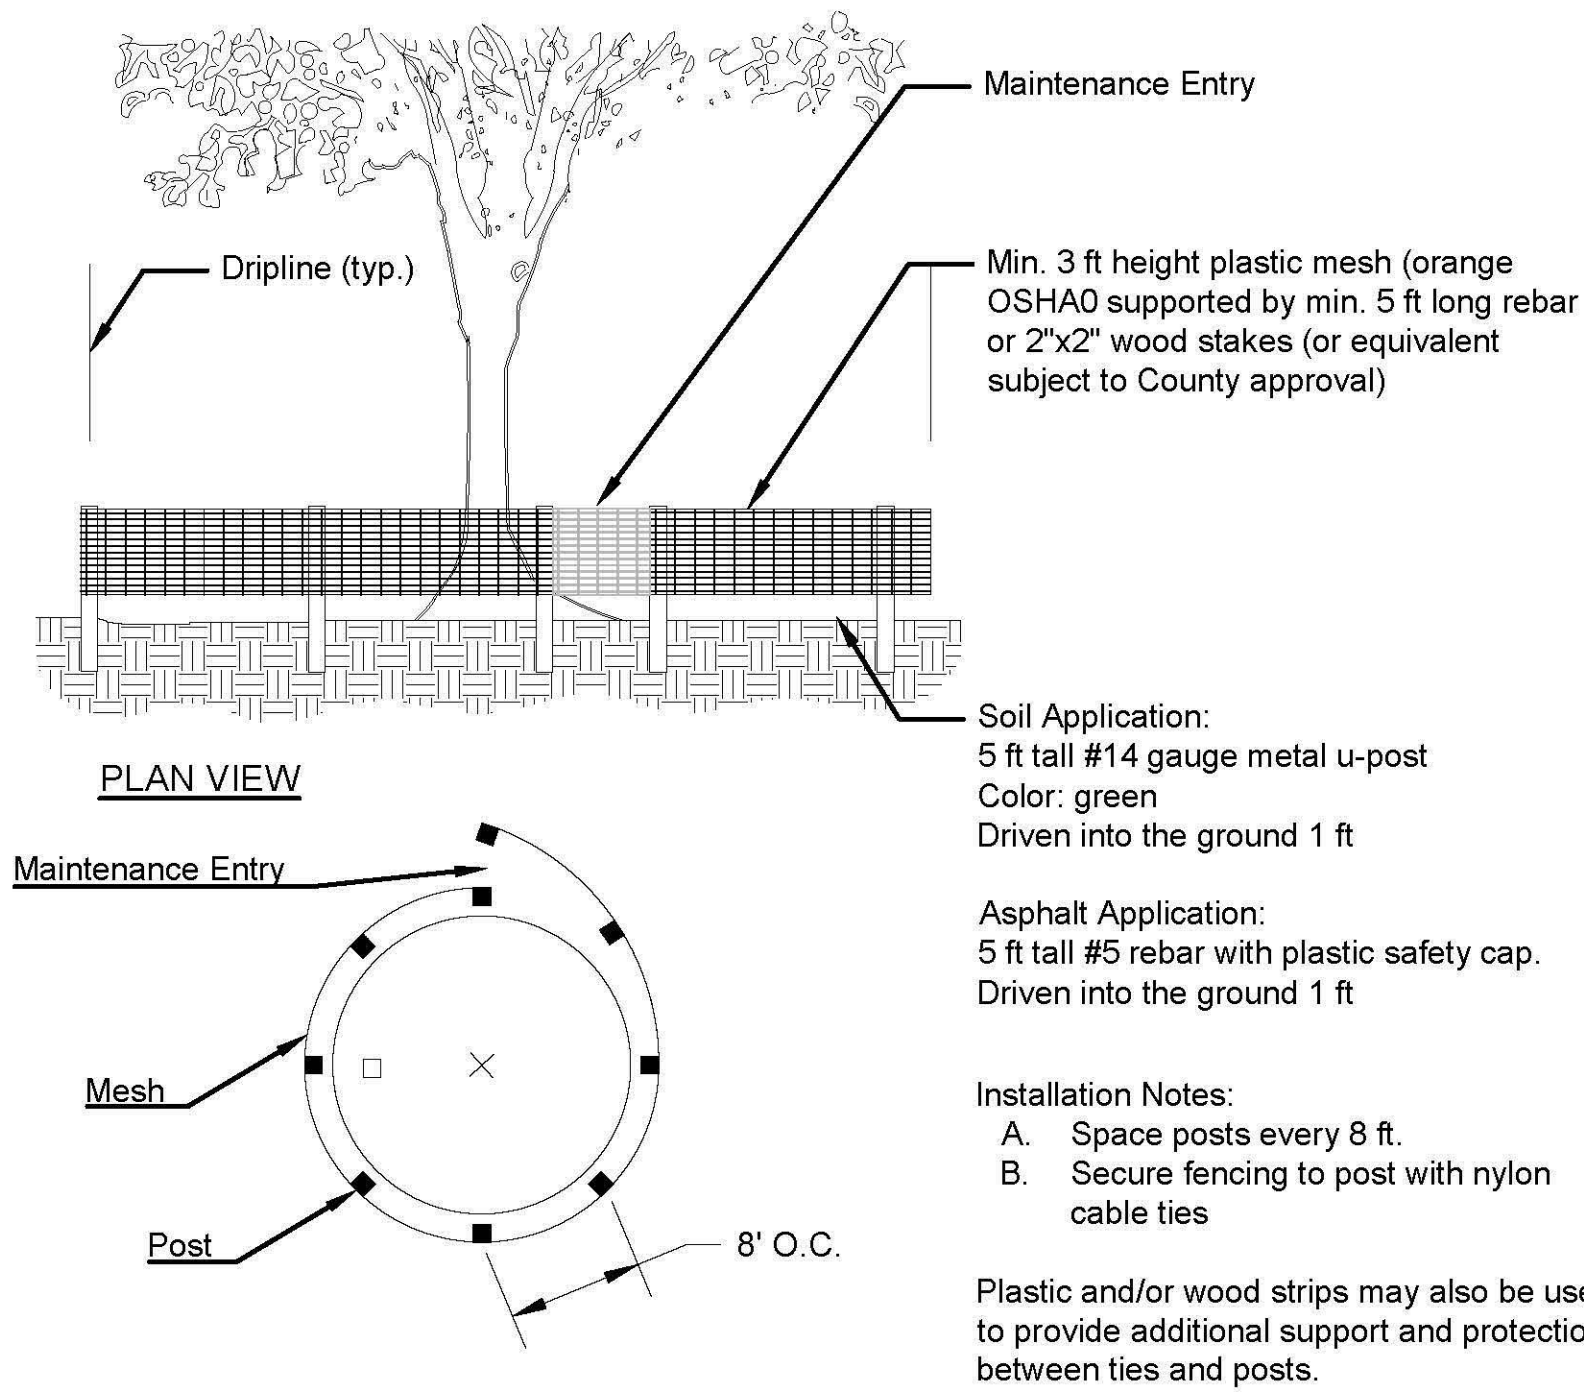 Maintenance Entry
Dripline (typ.)
Min. 3 ft height plastic mesh (orange
OSHA0 supported by min. 5 ft long rebar
or 2"x2" wood stakes (or equivalent
subject to County approval)
Soil Application:
5 ft tall #14 gauge metal u-post
Color: green
Driven into the ground 1 ft
PLAN VIEW
Maintenance Entry
Mesh
Post
8' O.C.
Asphalt Application:
5 ft tall #5 rebar with plastic safety cap.
Driven into the ground 1 ft
Installation Notes:
A. Space posts every 8 ft.
B. Secure fencing to post with nylon
cable ties
Plastic and/or wood strips may also be use
to provide additional support and protectio
between ties and posts.